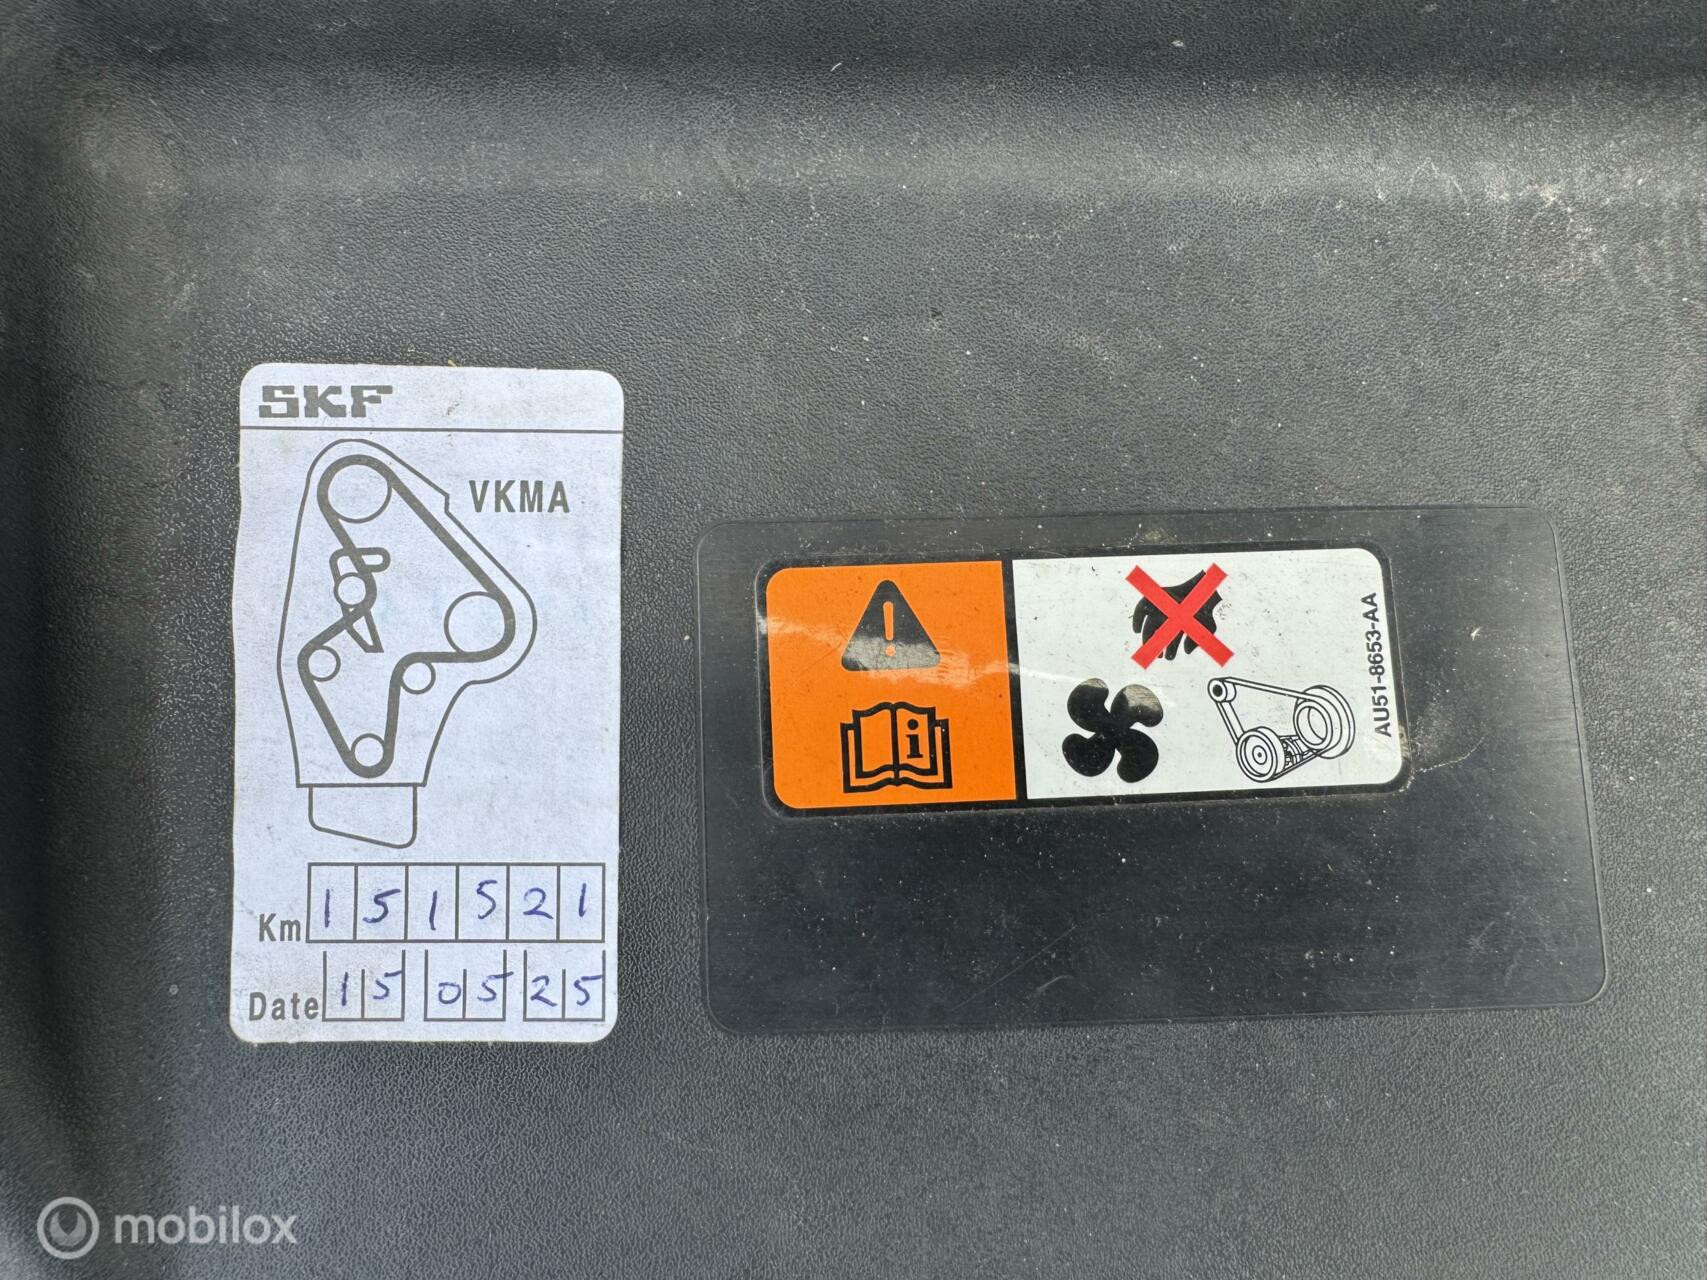 SKF
VKMA
Km 151521
Date 15 05 25
AU51-8653-AA
mobilox